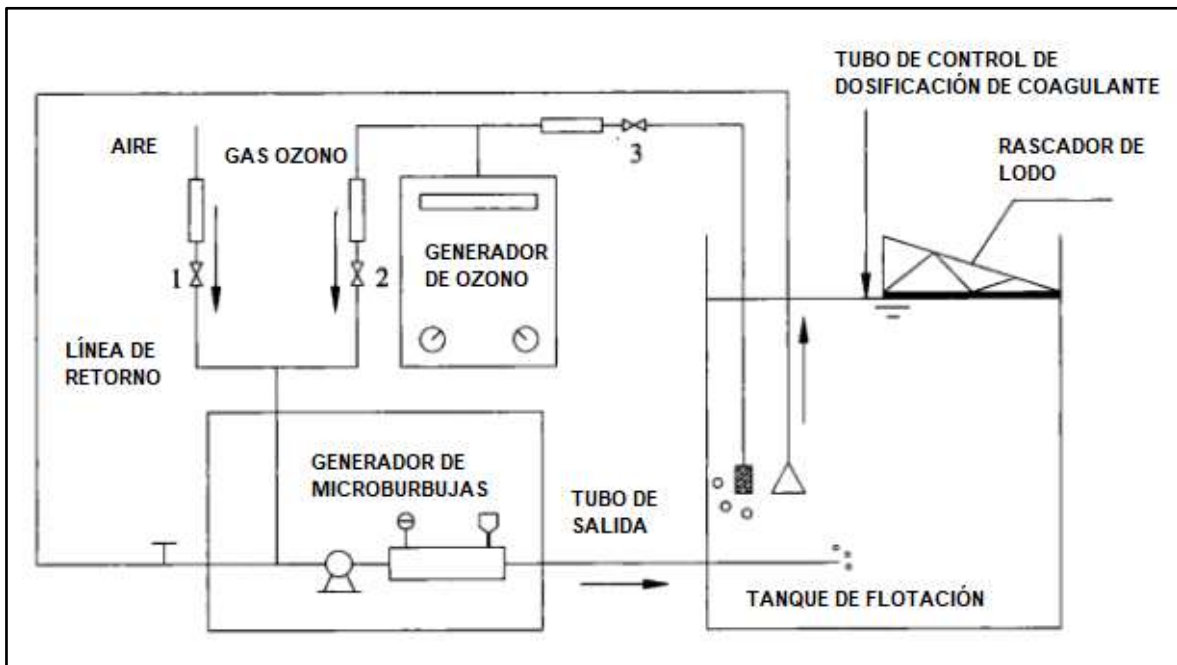 TUBO DE CONTROL DE
DOSIFICACIÓN DE COAGULANTE
AIRE
GAS OZONO
3
RASCADOR DE
LODO
GENERADOR
DE OZONO
1
2
LÍNEA DE
RETORNO
GENERADOR DE
MICROBURBUJAS
TUBO DE
SALIDA
TANQUE DE FLOTACIÓN